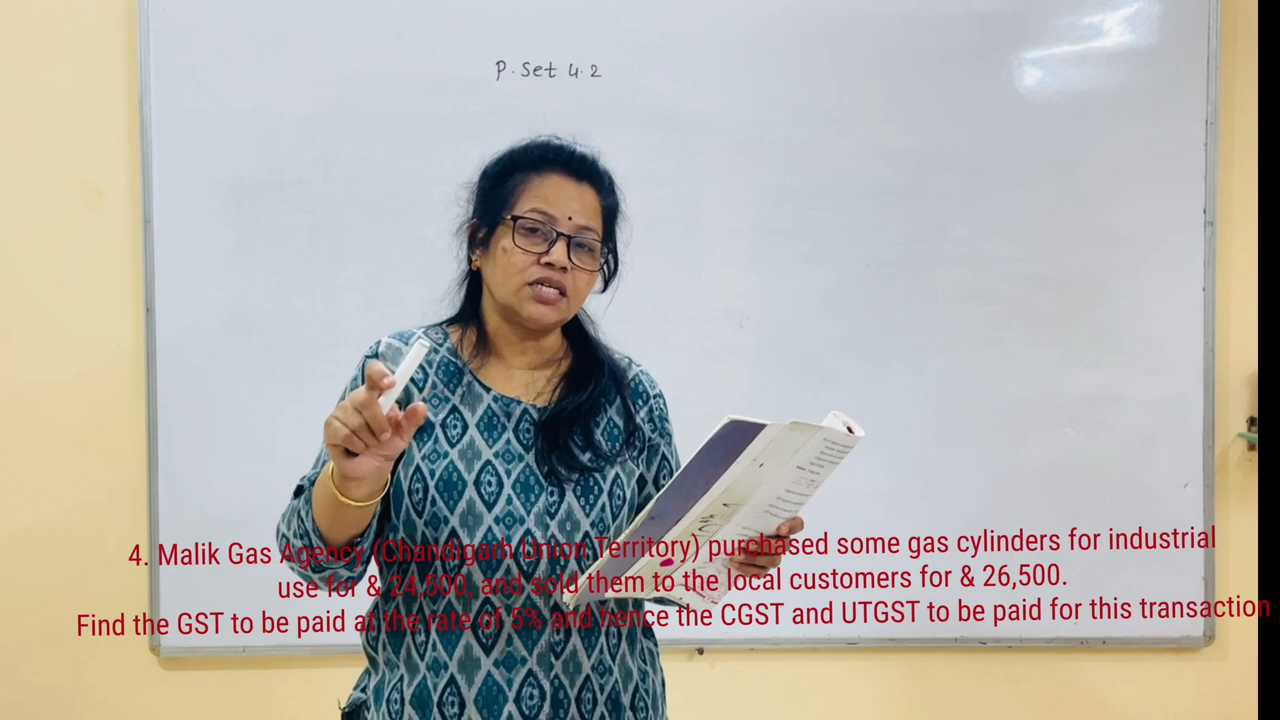 P. Set 4.2
4. Malik Gas Agency (Chandigarh Union Territory) purchased some gas cylinders for industrial
use for & 24,500, and sold them to the local customers for & 26,500.
Find the GST to be paid at the rate of 5% and hence the CGST and UTGST to be paid for this transaction